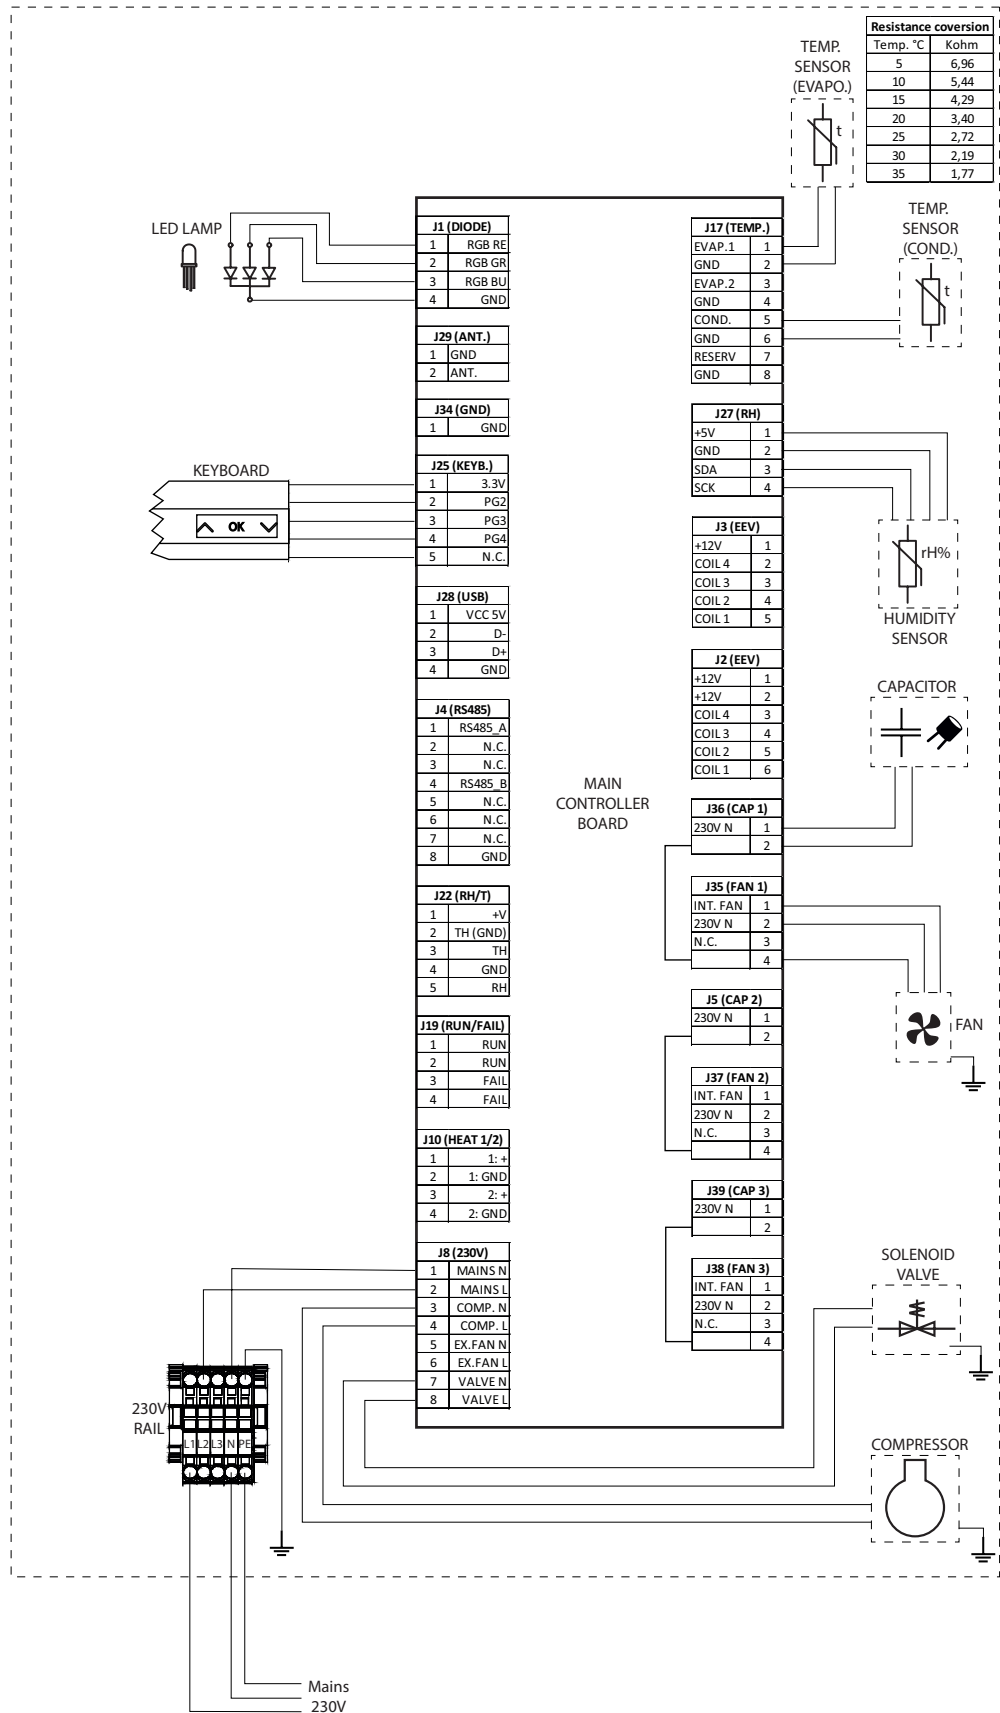 Resistance coversion
Temp. °C Kohm
5 6,96
10 5,44
15 4,29
20 3,40
25 2,72
30 2,19
35 1,77
TEMP.
SENSOR
(EVAPO.)
t
TEMP.
SENSOR
(COND.)
t
LED LAMP
J1 (DIODE)
1 RGB RE
2 RGB GR
3 RGB BU
4 GND
J29 (ANT.)
1 GND
2 ANT.
J34 (GND)
1 GND
KEYBOARD
OK
J25 (KEYB.)
1 3.3V
2 PG2
3 PG3
4 PG4
5 N.C.
J28 (USB)
1 VCC 5V
2 D-
3 D+
4 GND
J4 (RS485)
1 RS485_A
2 N.C.
3 N.C.
4 RS485_B
5 N.C.
6 N.C.
7 N.C.
8 GND
J22 (RH/T)
1 +V
2 TH (GND)
3 TH
4 GND
5 RH
J19 (RUN/FAIL)
1 RUN
2 RUN
3 FAIL
4 FAIL
J10 (HEAT 1/2)
1 1: +
2 1: GND
3 2: +
4 2: GND
J8 (230V)
1 MAINS N
2 MAINS L
3 COMP. N
4 COMP. L
5 EX.FAN N
6 EX.FAN L
7 VALVE N
8 VALVE L
MAIN
CONTROLLER
BOARD
J17 (TEMP.)
EVAP.1 1
GND 2
EVAP.2 3
GND 4
COND. 5
GND 6
RESERV 7
GND 8
J27 (RH)
+5V 1
GND 2
SDA 3
SCK 4
rH%
HUMIDITY
SENSOR
J3 (EEV)
+12V 1
COIL 4 2
COIL 3 3
COIL 2 4
COIL 1 5
J2 (EEV)
+12V 1
+12V 2
COIL 4 3
COIL 3 4
COIL 2 5
COIL 1 6
CAPACITOR
J36 (CAP 1)
230V N 1
2
J35 (FAN 1)
INT. FAN 1
230V N 2
N.C. 3
4
FAN
J5 (CAP 2)
230V N 1
2
J37 (FAN 2)
INT. FAN 1
230V N 2
N.C. 3
4
J39 (CAP 3)
230V N 1
2
J38 (FAN 3)
INT. FAN 1
230V N 2
N.C. 3
4
SOLENOID
VALVE
COMPRESSOR
230V
RAIL
L1 L2 L3 N PE
Mains
230V